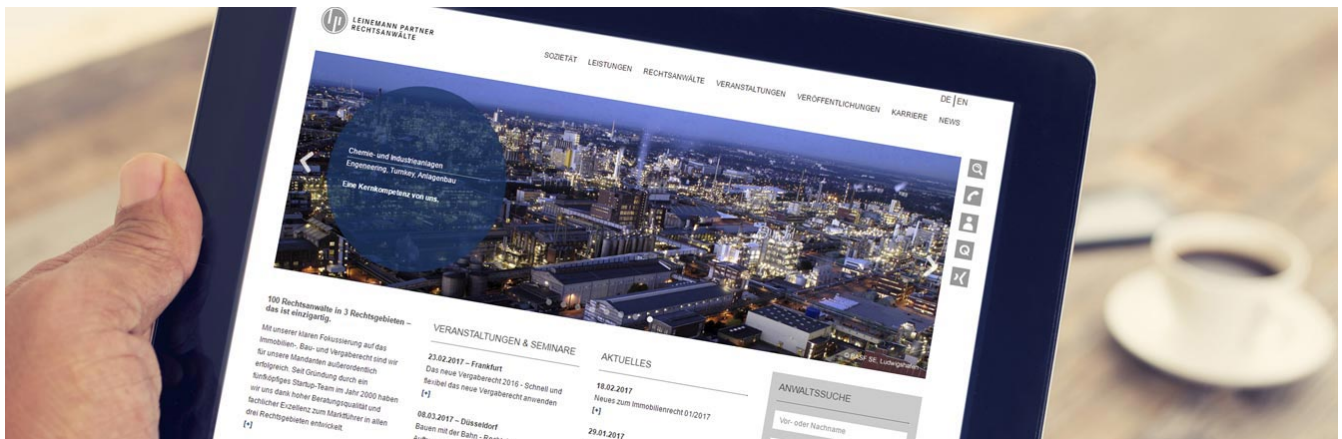 LEINEMANN PARTNER
RECHTSANWÄLTE
SOZIETÄT LEISTUNGEN RECHTSANWÄLTE VERANSTALTUNGEN VERÖFFENTLICHUNGEN KARRIERE NEWS
DE | EN
Chemie- und Industrieanlagen
Engeneering, Turnkey, Anlagenbau
Eine Kernkompetenz von uns.
© BASF SE, Ludwigshafen
100 Rechtsanwälte in 3 Rechtsgebieten –
das ist einzigartig.
Mit unserer klaren Fokussierung auf das
Immobilien-, Bau- und Vergaberecht sind wir
für unsere Mandanten außerordentlich
erfolgreich. Seit Gründung durch ein
fünfköpfiges Startup-Team im Jahr 2000 haben
wir uns dank hoher Beratungsqualität und
fachlicher Exzellenz zum Marktführer in allen
drei Rechtsgebieten entwickelt.
[+]
VERANSTALTUNGEN & SEMINARE
23.02.2017 – Frankfurt
Das neue Vergaberecht 2016 - Schnell und
flexibel das neue Vergaberecht anwenden
[+]
08.03.2017 – Düsseldorf
Bauen mit der Bahn -
AKTUELLES
18.02.2017
Neues zum Immobilienrecht 01/2017
[+]
29.01.2017
ANWALTSSUCHE
Vor- oder Nachname